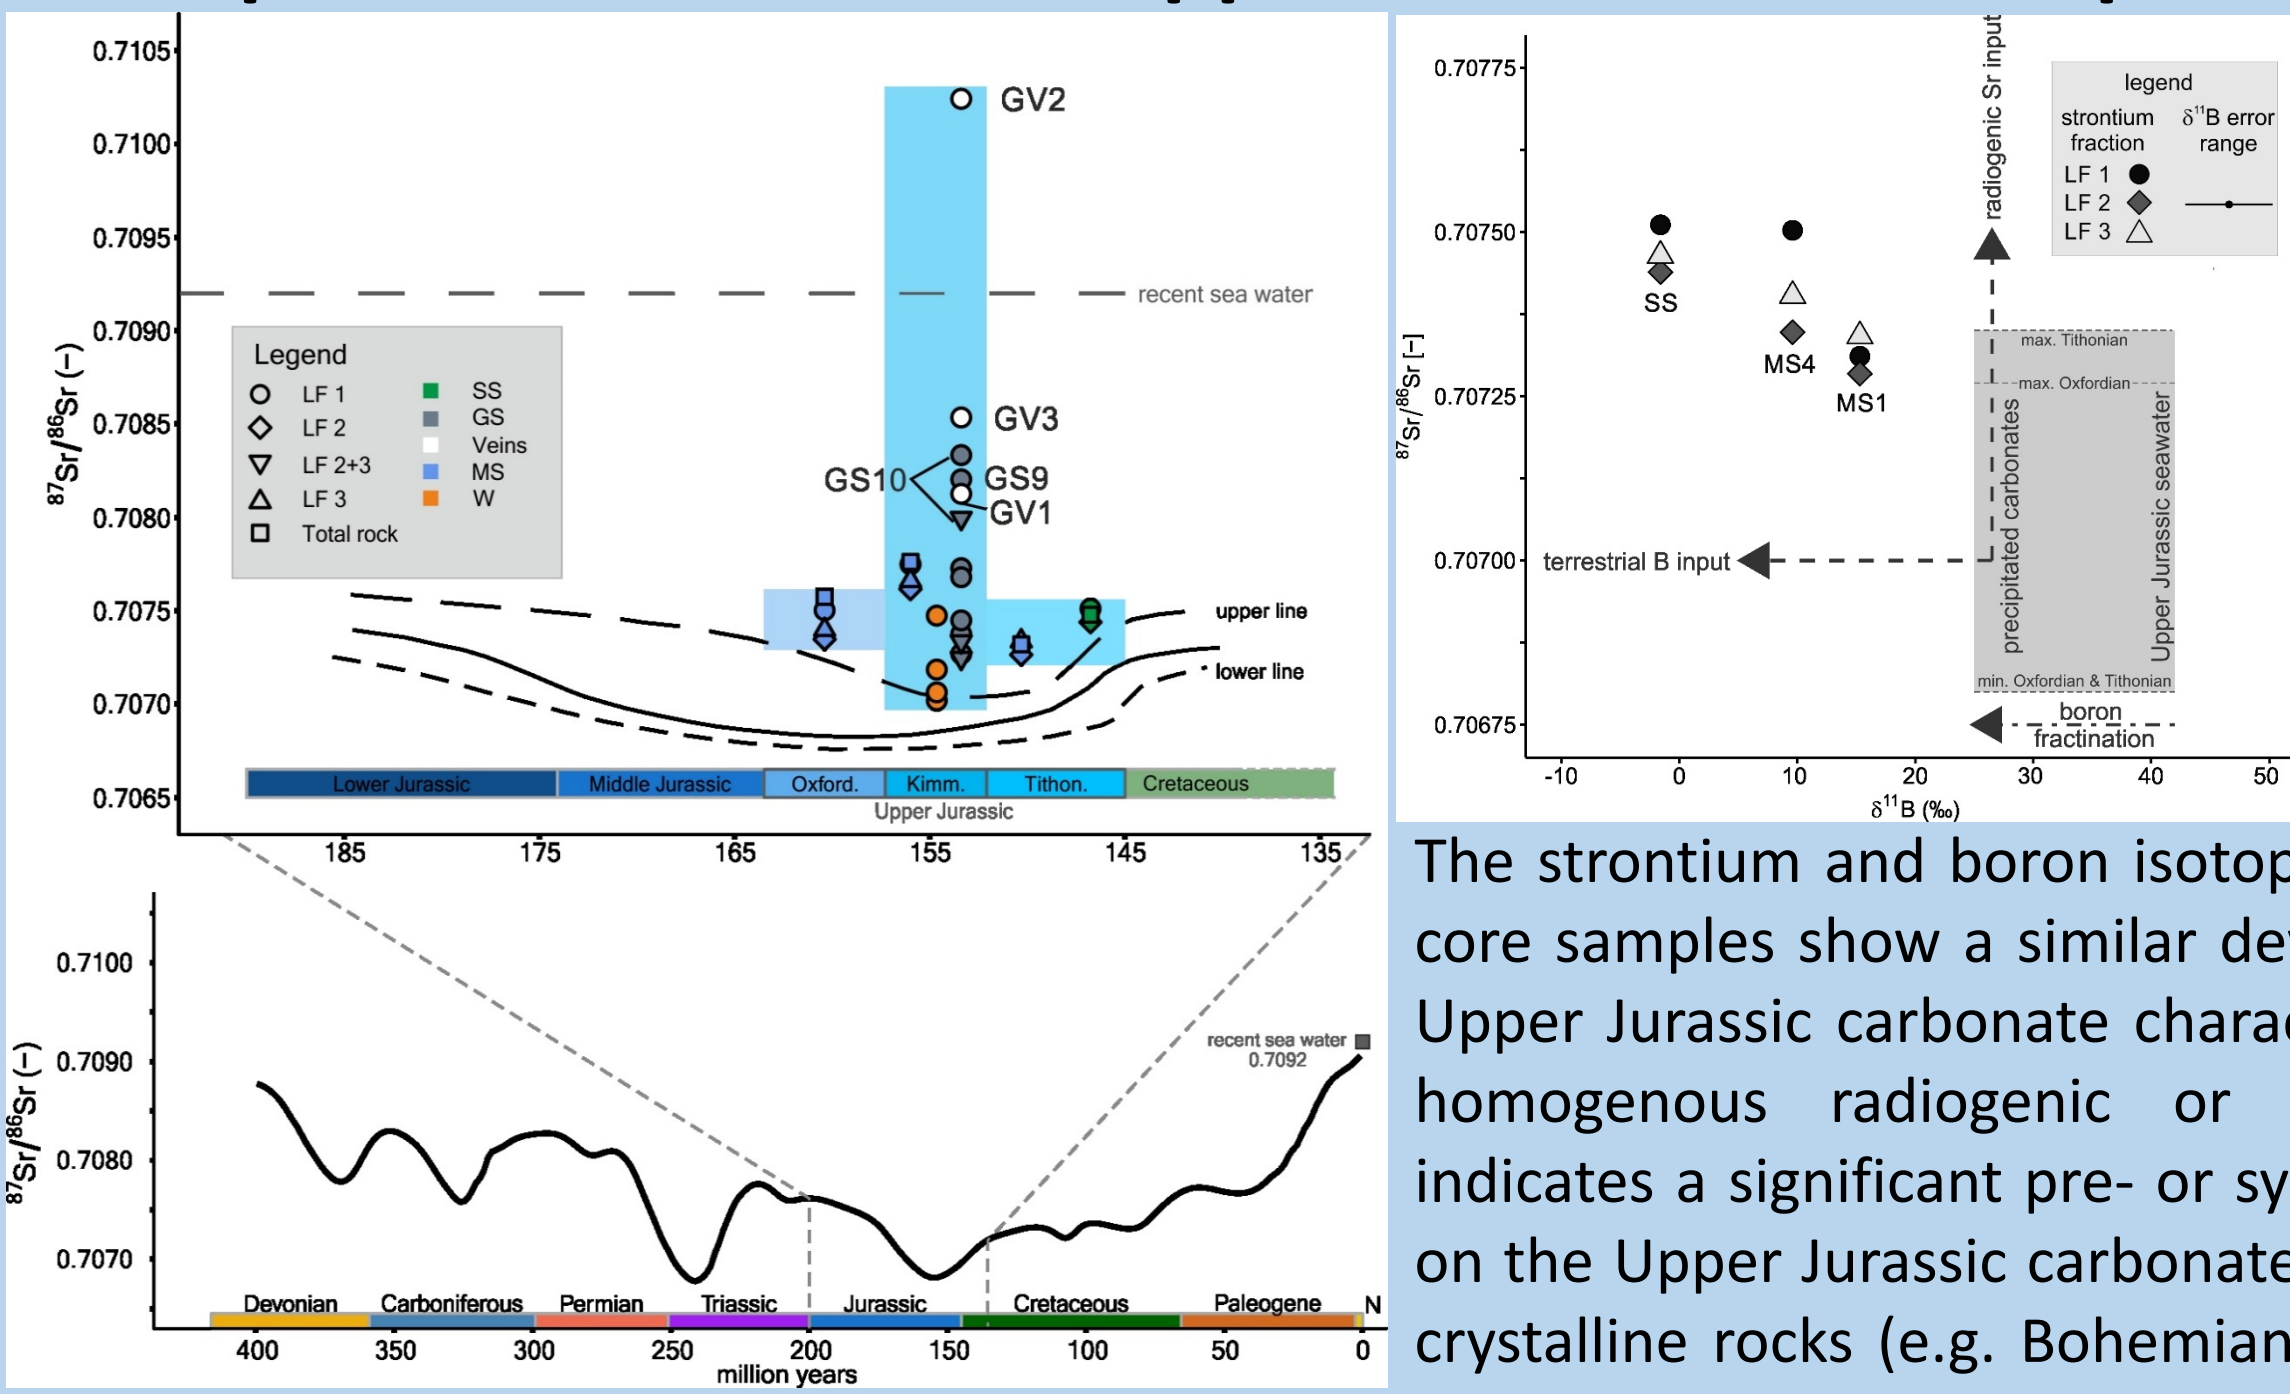 0.7105
0.7100
0.7095
0.7090
0.7085
0.7080
0.7075
0.7070
0.7065
87Sr/86Sr (–)
GV2
recent sea water
GV3
GS10
GS9
GV1
Legend
LF 1
LF 2
LF 2+3
LF 3
Total rock
SS
GS
Veins
MS
W
upper line
lower line
Lower Jurassic
Middle Jurassic
Oxford.
Kimm.
Tithon.
Cretaceous
Upper Jurassic
185
175
165
155
145
135
0.7100
0.7090
0.7080
0.7070
87Sr/86Sr (–)
recent sea water
0.7092
Devonian
Carboniferous
Permian
Triassic
Jurassic
Cretaceous
Paleogene
N
400
350
300
250
200
150
100
50
0
million years
0.70775
0.70750
0.70725
0.70700
0.70675
87Sr/86Sr [–]
SS
MS4
MS1
radiogenic Sr input
terrestrial B input
legend
strontium
fraction
δ11B error
range
LF 1
LF 2
LF 3
max. Tithonian
max. Oxfordian
precipitated carbonates
Upper Jurassic seawater
min. Oxfordian & Tithonian
boron
fractination
-10
0
10
20
30
40
50
δ11B (‰)
The strontium and boron isotop
core samples show a similar dev
Upper Jurassic carbonate charac
homogenous radiogenic or
indicates a significant pre- or sy
on the Upper Jurassic carbonate
crystalline rocks (e.g. Bohemian